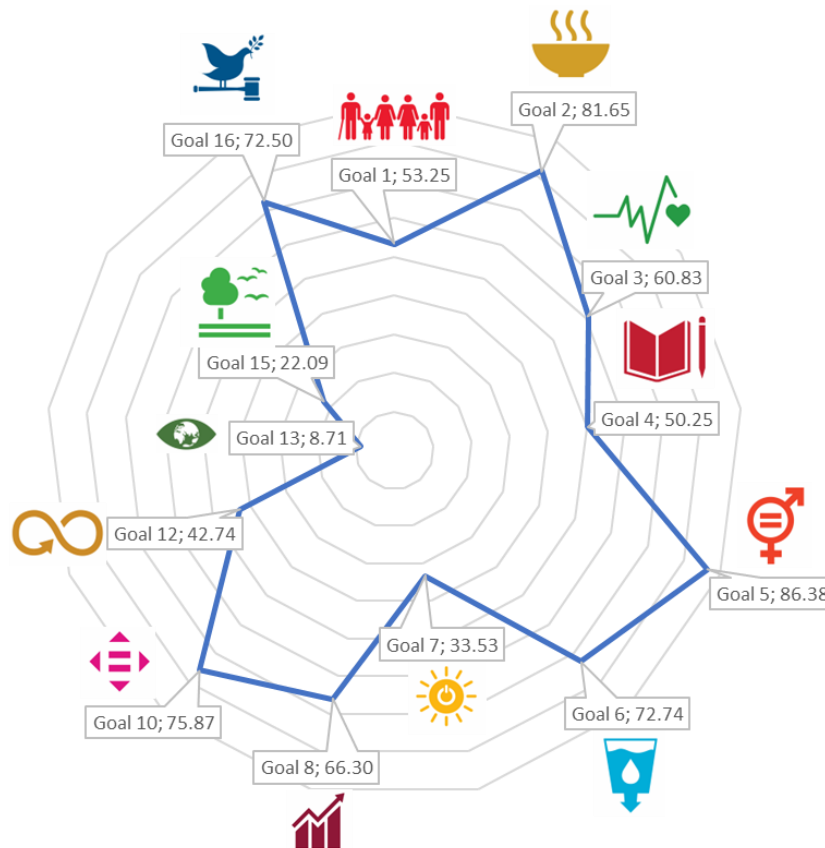 Goal 2; 81.65
Goal 16; 72.50
Goal 1; 53.25
Goal 3; 60.83
Goal 15; 22.09
Goal 4; 50.25
Goal 13; 8.71
Goal 12; 42.74
Goal 5; 86.38
Goal 7; 33.53
Goal 6; 72.74
Goal 10; 75.87
Goal 8; 66.30